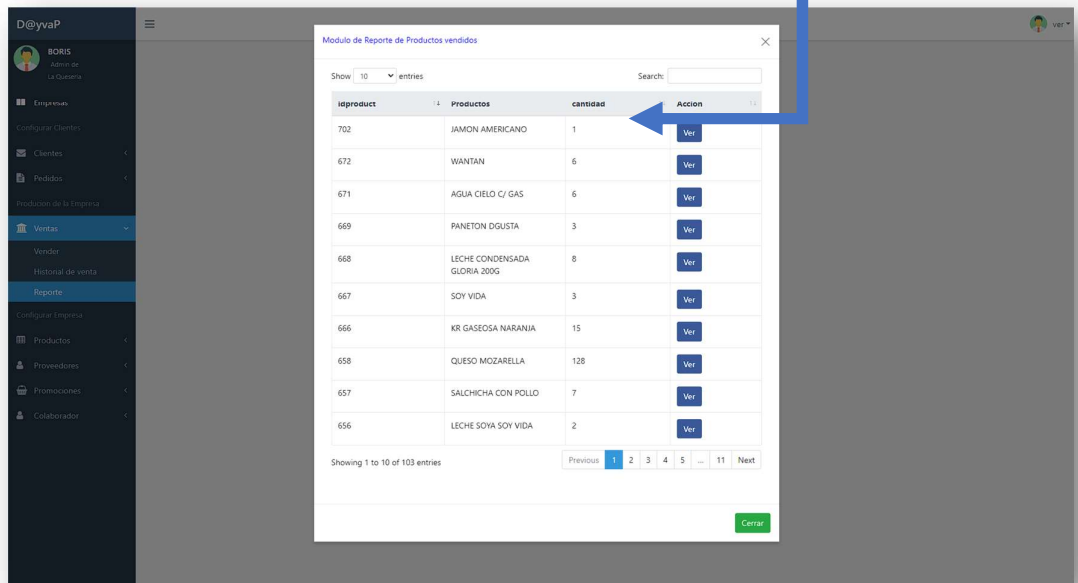 D@yvaP
ver
BORIS
Admin de
La Queseria
Empresas
Configurar Clientes
Clientes
Pedidos
Producion de la Empresa
Ventas
Vender
Historial de venta
Reporte
Configurar Empresa
Productos
Proveedores
Promociones
Colaborador
Modulo de Reporte de Productos vendidos
Show 10 entries
Search:
idproduct Productos cantidad Accion
702 JAMON AMERICANO 1 Ver
672 WANTAN 6 Ver
671 AGUA CIELO C/ GAS 6 Ver
669 PANETON DGUSTA 3 Ver
668 LECHE CONDENSADA 8 Ver
GLORIA 200G
667 SOY VIDA 3 Ver
666 KR GASEOSA NARANJA 15 Ver
658 QUESO MOZARELLA 128 Ver
657 SALCHICHA CON POLLO 7 Ver
656 LECHE SOYA SOY VIDA 2 Ver
Showing 1 to 10 of 103 entries
Previous 1 2 3 4 5 ... 11 Next
Cerrar